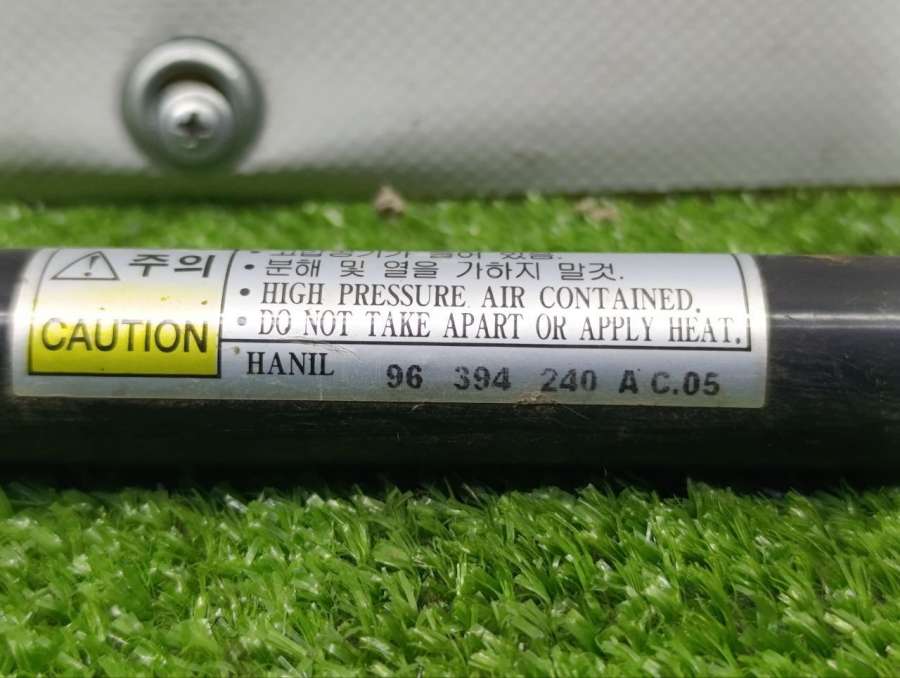 주의
CAUTION
• 분해 및 열을 가하지 말것.
• HIGH PRESSURE AIR CONTAINED.
• DO NOT TAKE APART OR APPLY HEAT.
HANIL 96 394 240 A C.05